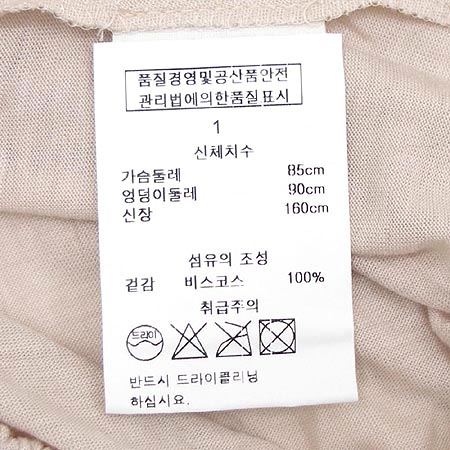 품질경영및공산품안전
관리법에의한품질표시
1
신체치수
가슴둘레 85cm
엉덩이둘레 90cm
신장 160cm
섬유의 조성
겉감 비스코스 100%
취급주의
드라이
반드시 드라이클리닝
하십시요.